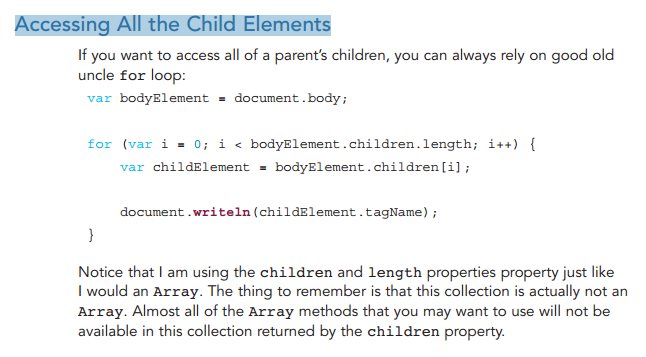 Accessing All the Child Elements
If you want to access all of a parent's children, you can always rely on good old
uncle for loop:
var bodyElement = document.body;
for (var i = 0; i < bodyElement.children.length; i++) {
var childElement = bodyElement.children[i];
document.writeln(childElement.tagName);
}
Notice that I am using the children and length properties property just like
I would an Array. The thing to remember is that this collection is actually not an
Array. Almost all of the Array methods that you may want to use will not be
available in this collection returned by the children property.